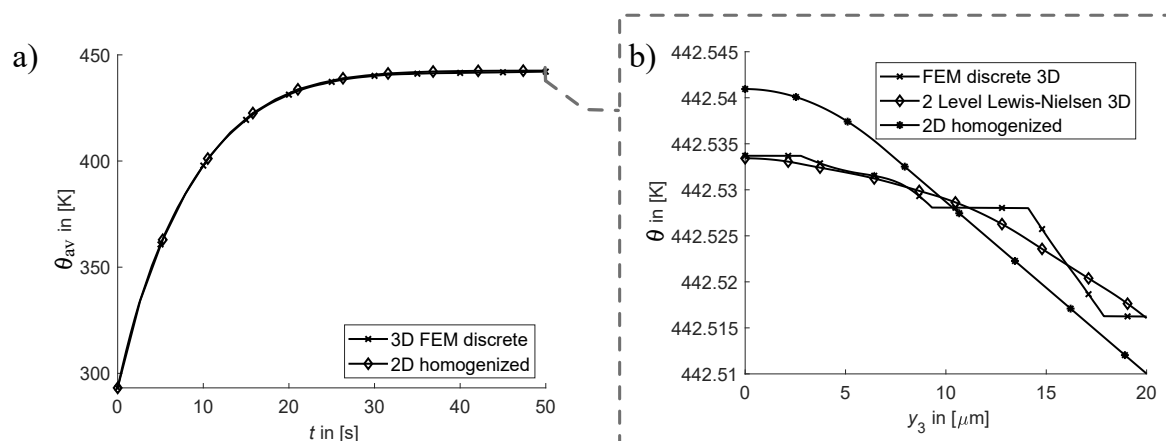 a)
θav in [K]
450
400
350
300
0 10 20 30 40 50
t in [s]
3D FEM discrete
2D homogenized
b)
θ in [K]
442.545
442.54
442.535
442.53
442.525
442.52
442.515
442.51
0 5 10 15 20
y3 in [μm]
FEM discrete 3D
2 Level Lewis-Nielsen 3D
2D homogenized